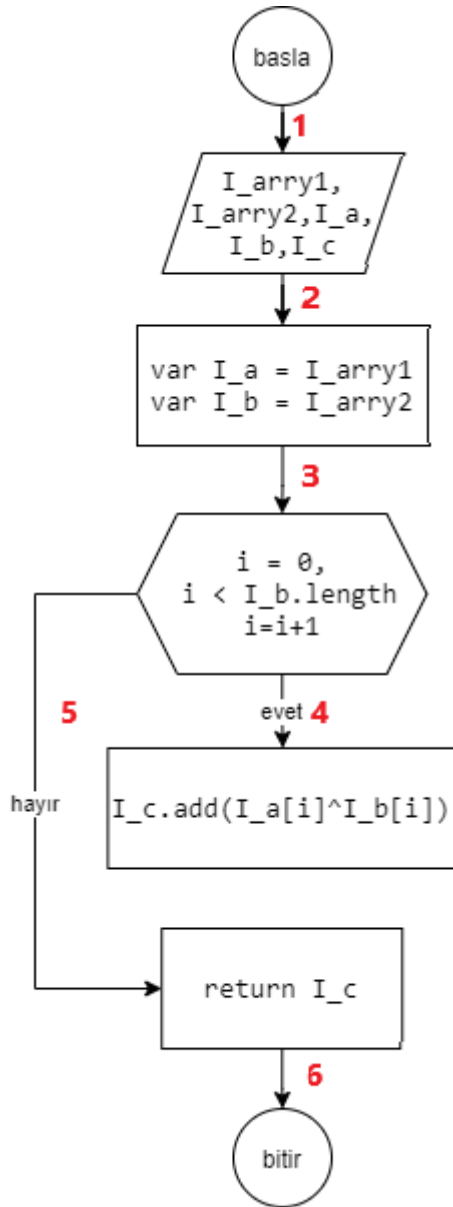 basla
1
I_arry1,
I_arry2,I_a,
I_b,I_c
2
var I_a = I_arry1
var I_b = I_arry2
3
i = 0,
i < I_b.length
i=i+1
evet 4
5
hayır
I_c.add(I_a[i]^I_b[i])
return I_c
6
bitir